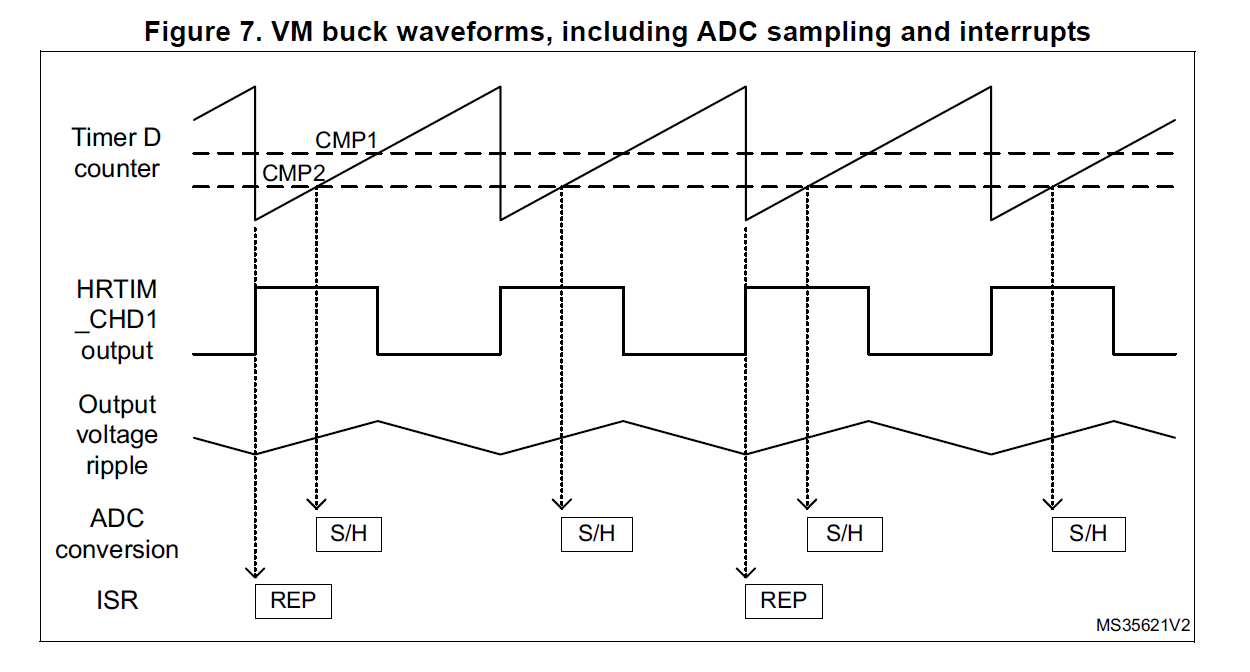 Figure 7. VM buck waveforms, including ADC sampling and interrupts
Timer D
counter
CMP1
CMP2
HRTIM
_CHD1
output
Output
voltage
ripple
ADC
conversion
S/H
S/H
S/H
S/H
ISR
REP
REP
MS35621V2